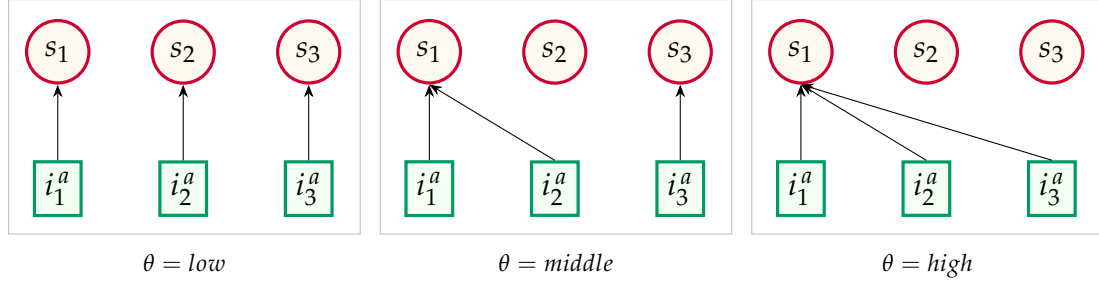 s₁ s₂ s₃ s₁ s₂ s₃ s₁ s₂ s₃
i₁ᵃ i₂ᵃ i₃ᵃ i₁ᵃ i₂ᵃ i₃ᵃ i₁ᵃ i₂ᵃ i₃ᵃ
θ = low θ = middle θ = high